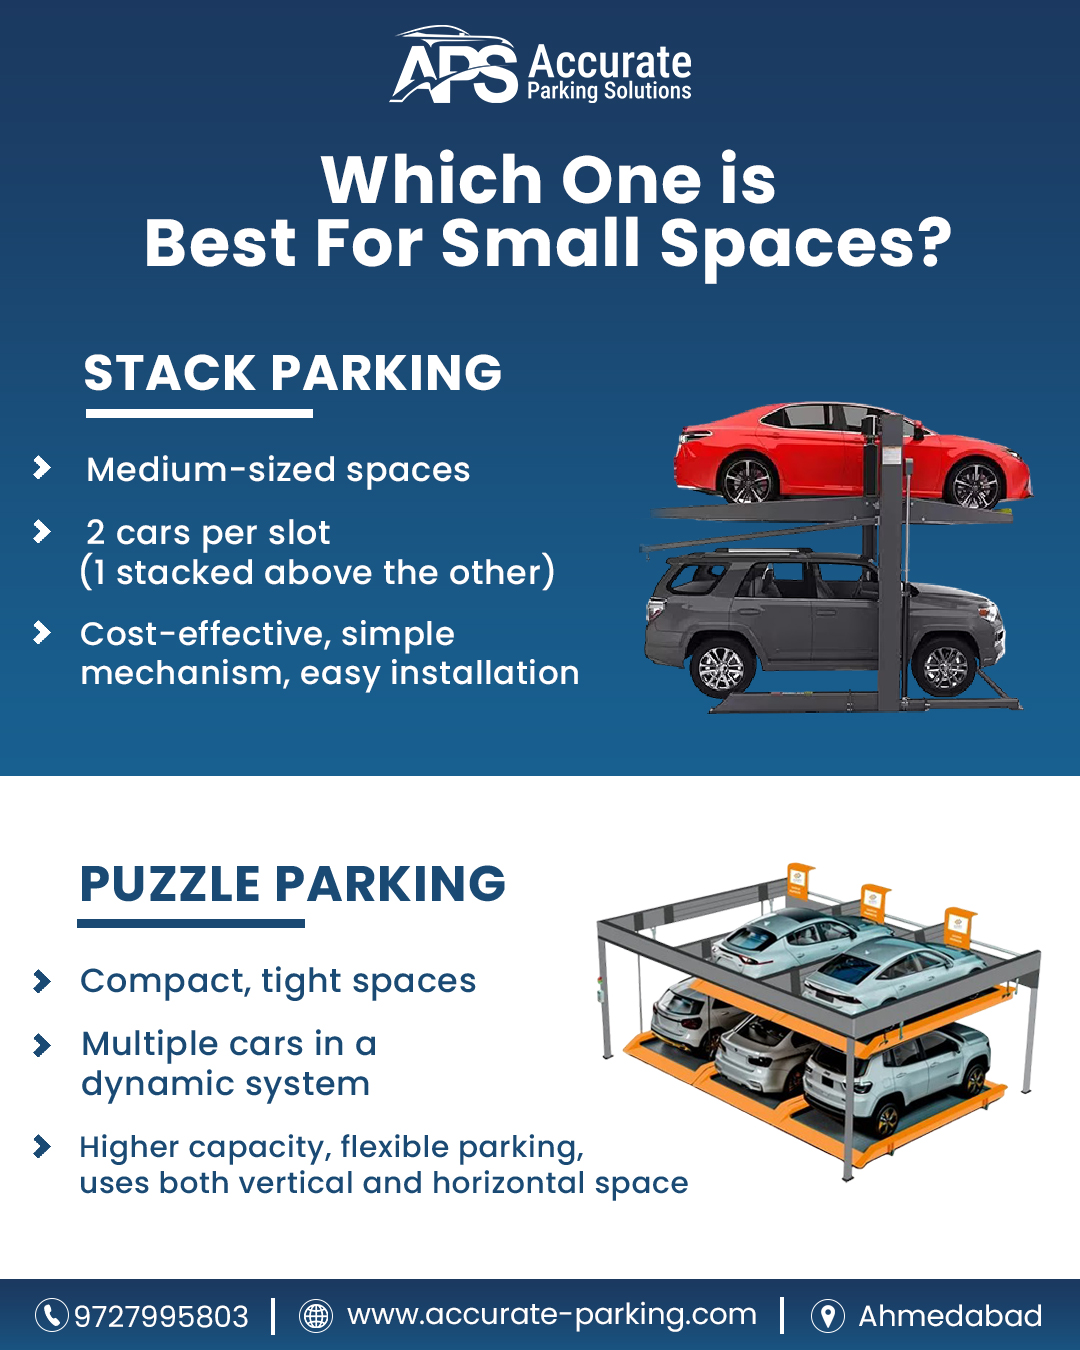 APS Accurate
Parking Solutions
Which One is
Best For Small Spaces?
STACK PARKING
Medium-sized spaces
2 cars per slot
(1 stacked above the other)
Cost-effective, simple
mechanism, easy installation
PUZZLE PARKING
Compact, tight spaces
Multiple cars in a
dynamic system
Higher capacity, flexible parking,
uses both vertical and horizontal space
9727995803 | www.accurate-parking.com | Ahmedabad